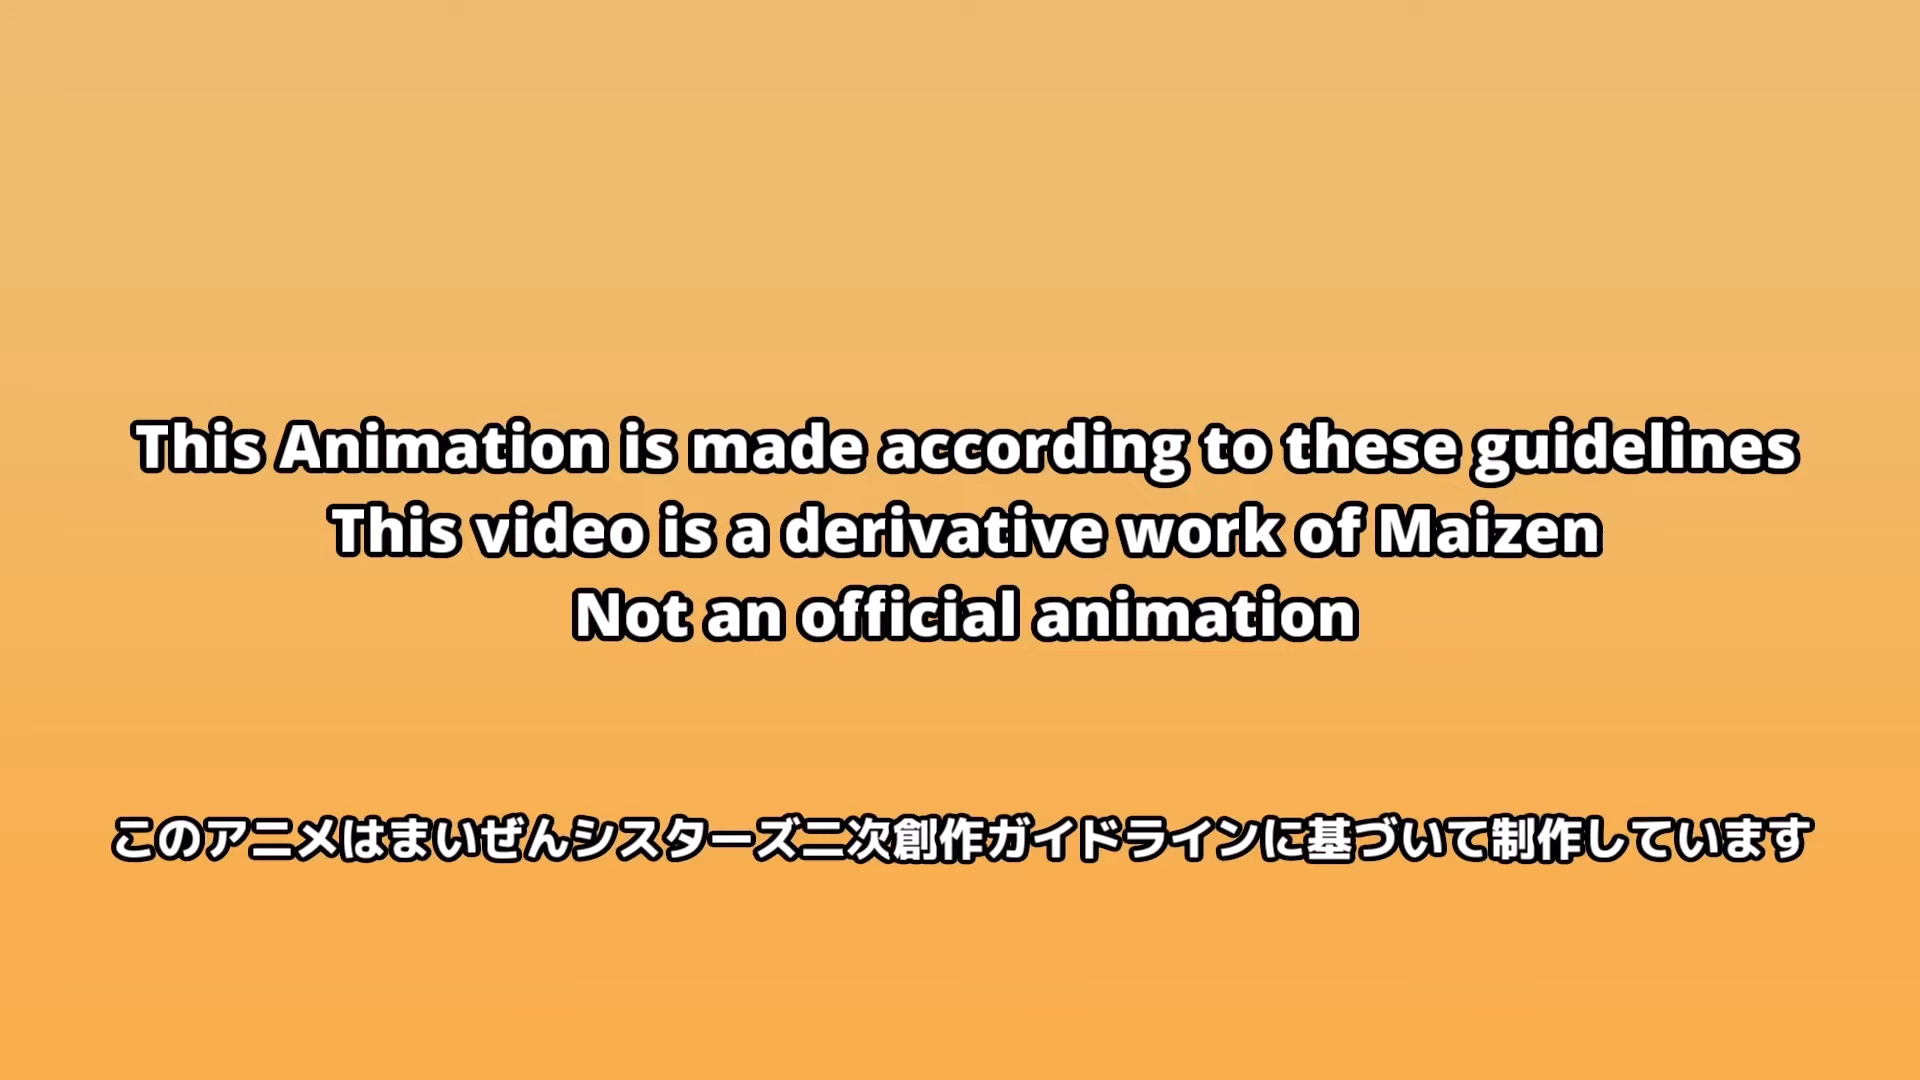 This Animation is made according to these guidelines
This video is a derivative work of Maizen
Not an official animation
このアニメはまいぜんシスターズ二次創作ガイドラインに基づいて制作しています